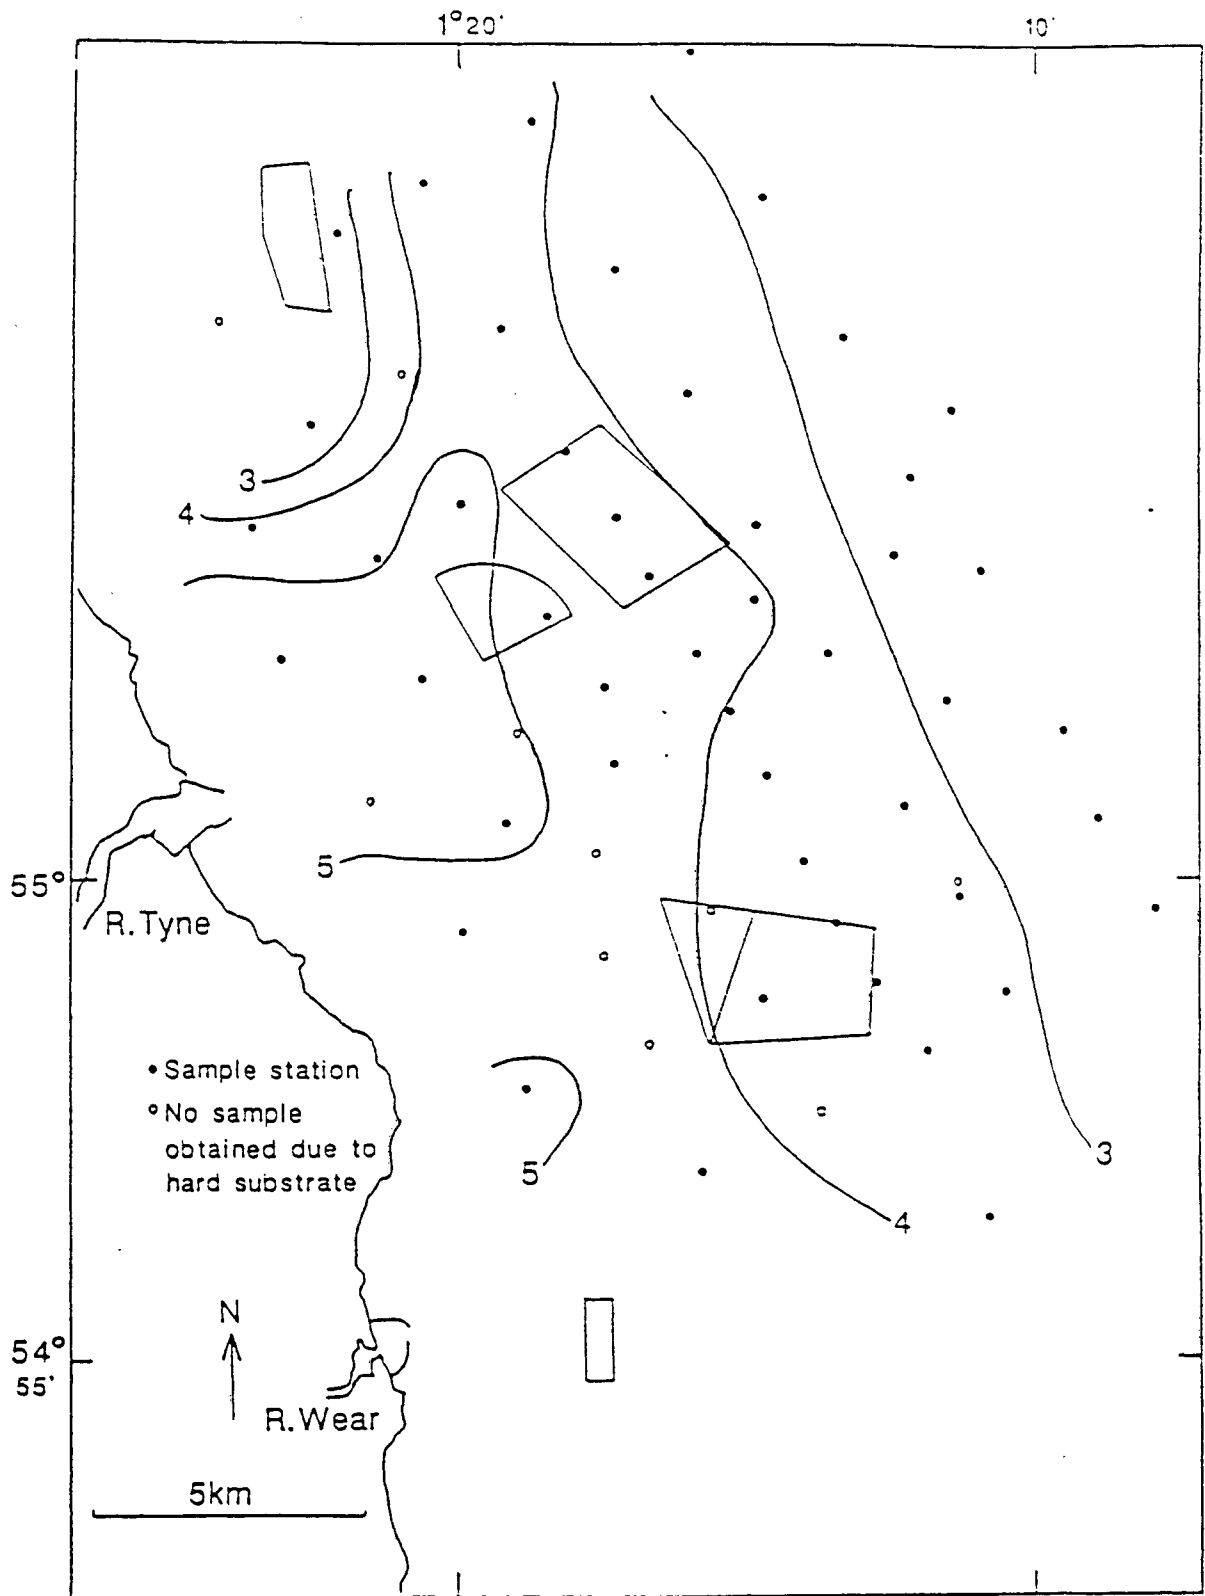 1°20'
10'
3
4
5
55°
R.Tyne
• Sample station
° No sample
obtained due to
hard substrate
5
3
4
N
54°
55'
R.Wear
5km